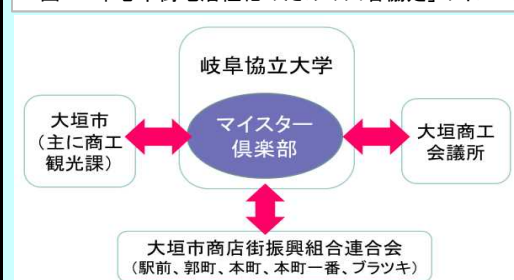 岐阜協立大学
マイスター
倶楽部
大垣市
(主に商工
観光課)
大垣商工
会議所
大垣市商店街振興組合連合会
(駅前、郭町、本町、本町一番、ブラツキ)